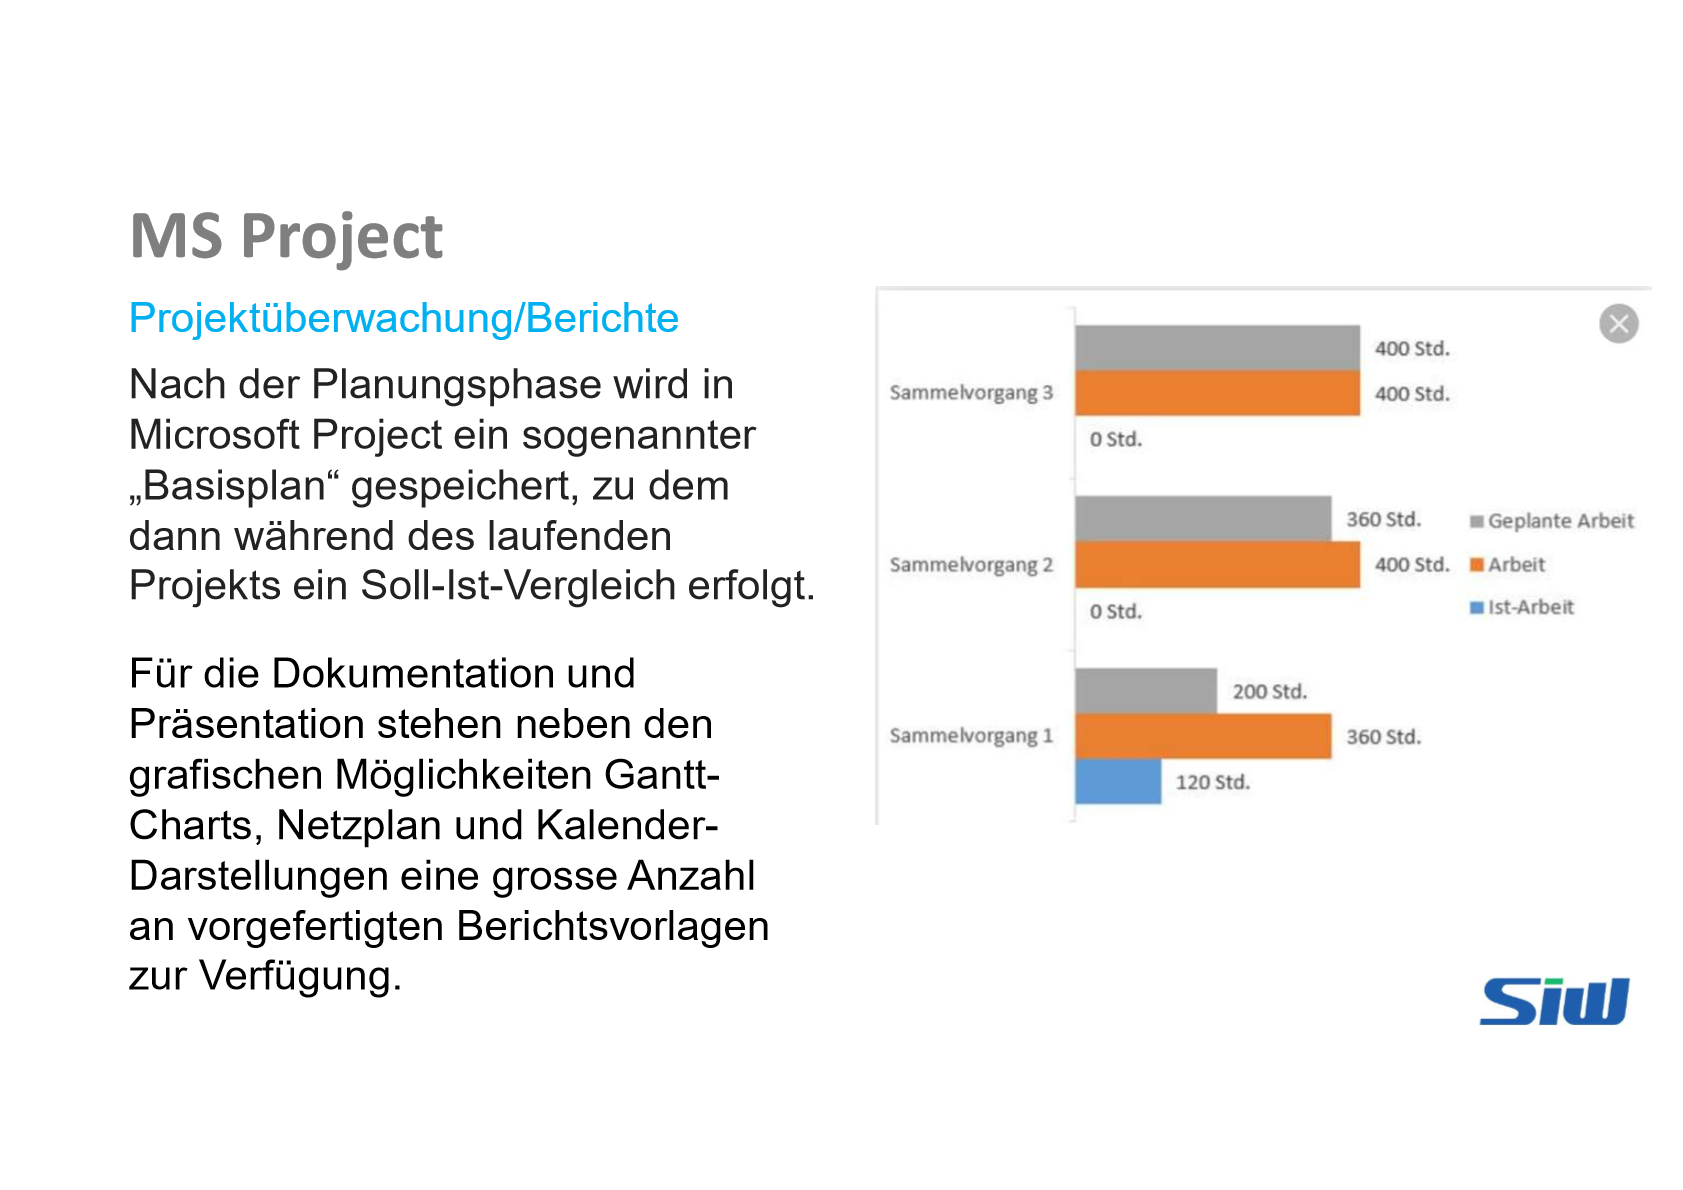 MS Project
Projektüberwachung/Berichte
Nach der Planungsphase wird in
Microsoft Project ein sogenannter
„Basisplan“ gespeichert, zu dem
dann während des laufenden
Projekts ein Soll-Ist-Vergleich erfolgt.
Für die Dokumentation und
Präsentation stehen neben den
grafischen Möglichkeiten Gantt-
Charts, Netzplan und Kalender-
Darstellungen eine grosse Anzahl
an vorgefertigten Berichtsvorlagen
zur Verfügung.
400 Std.
Sammelvorgang 3
400 Std.
0 Std.
360 Std.
Sammelvorgang 2
400 Std.
0 Std.
200 Std.
Sammelvorgang 1
360 Std.
120 Std.
Geplante Arbeit
Arbeit
Ist-Arbeit
Siw